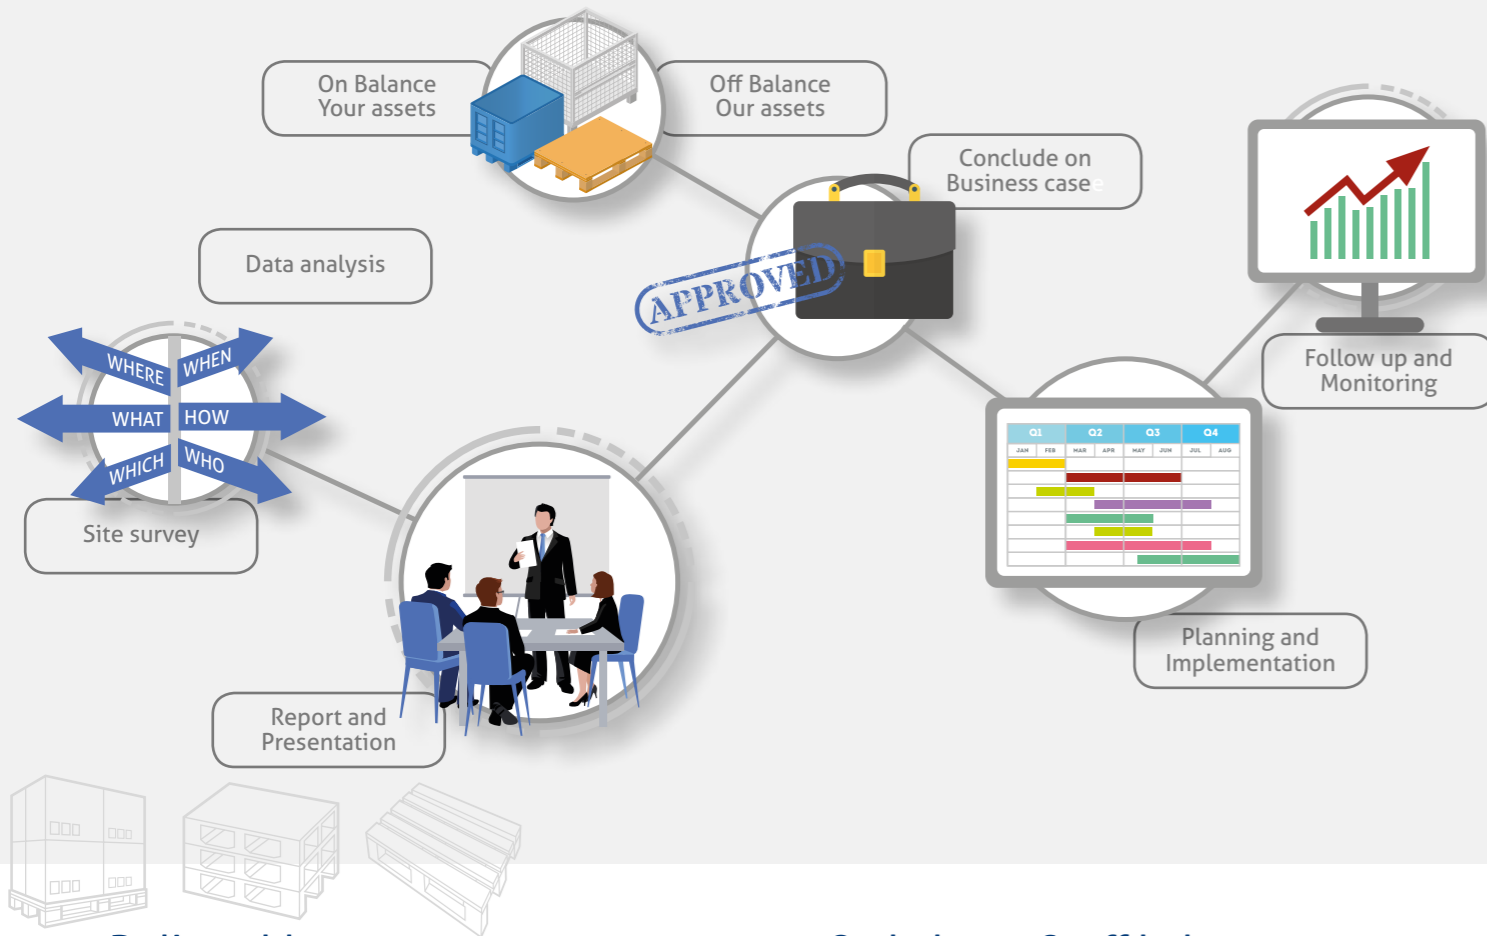 On Balance
Your assets
Off Balance
Our assets
Conclude on
Business casee
Data analysis
APPROVED
WHERE
WHEN
WHAT
HOW
WHICH
WHO
Site survey
Follow up and
Monitoring
Q1 Q2 Q3 Q4
JAN FEB MAR APR MAY JUN JUL AUG
Planning and
Implementation
Report and
Presentation